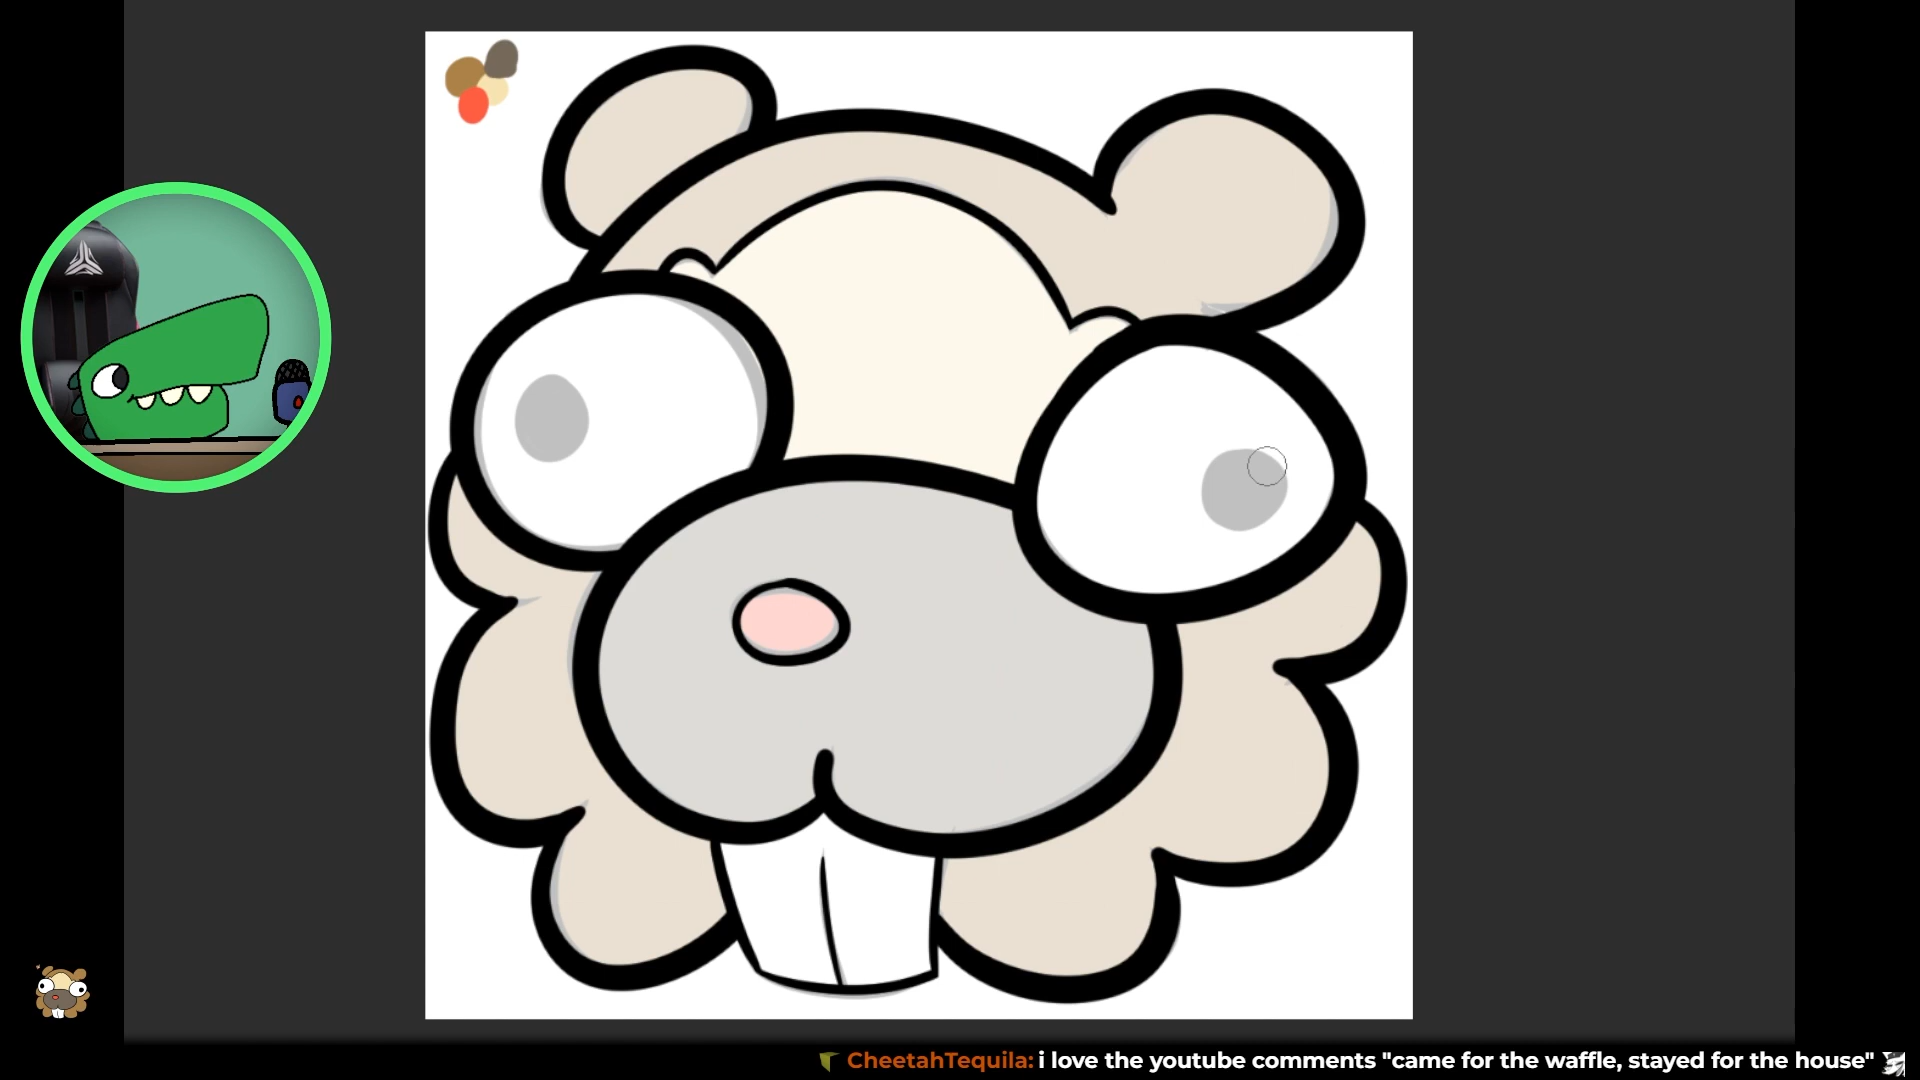 CheetahTequila: i love the youtube comments "came for the waffle, stayed for the house"